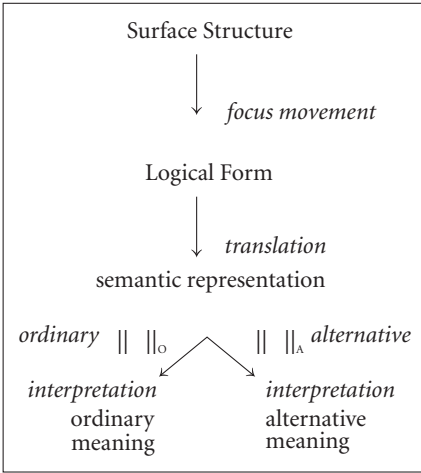 Surface Structure
focus movement
Logical Form
translation
semantic representation
ordinary || ||O || ||A alternative
interpretation interpretation
ordinary alternative
meaning meaning